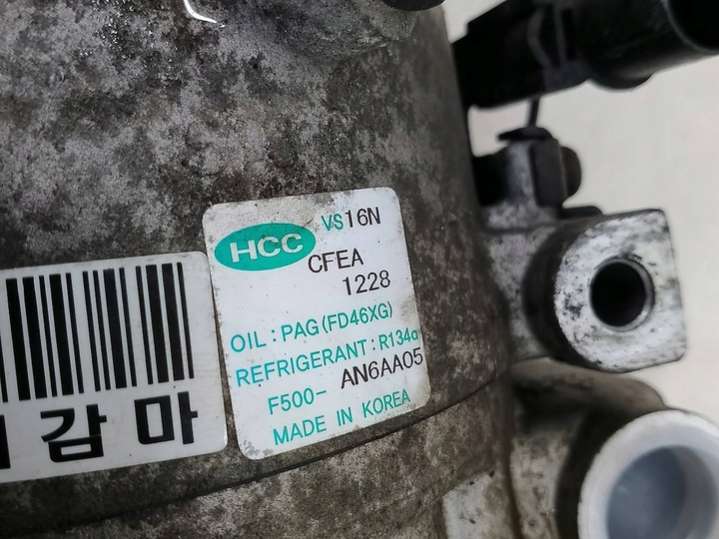 HCC VS16N
CFEA
1228
OIL : PAG(FD46XG)
REFRIGERANT : R134a
F500- AN6AA05
MADE IN KOREA
감마